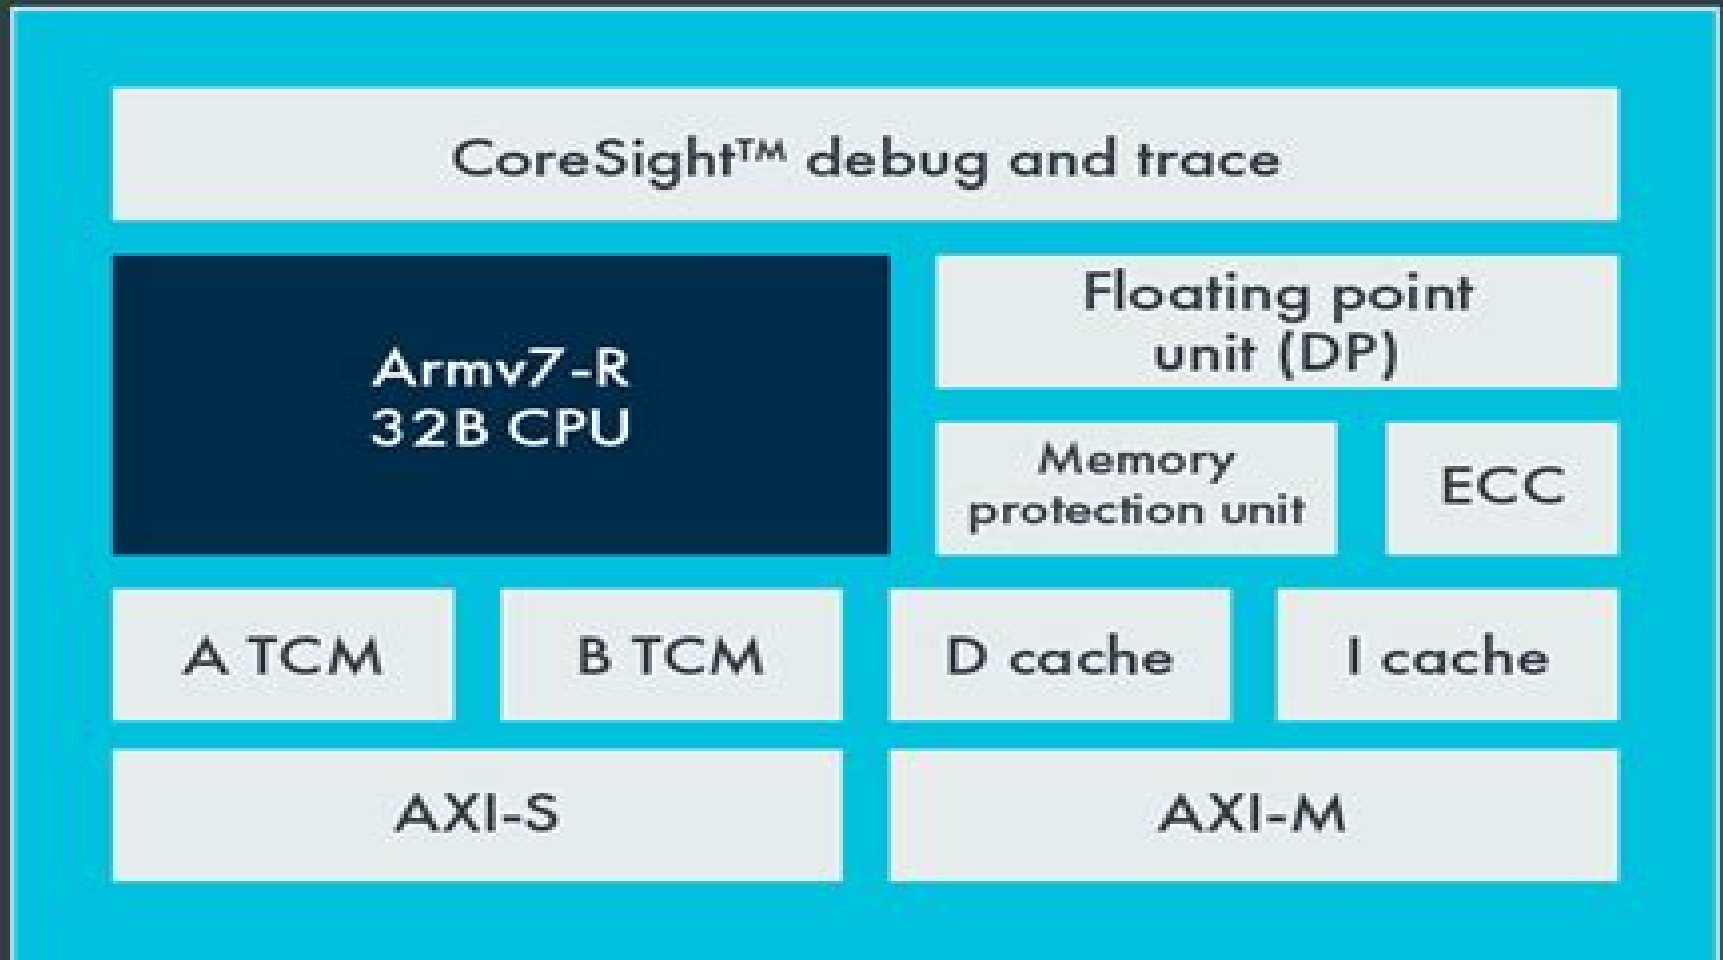 CoreSight™ debug and trace
Armv7-R
32B CPU
Floating point
unit (DP)
Memory
protection unit
ECC
A TCM
B TCM
D cache
I cache
AXI-S
AXI-M